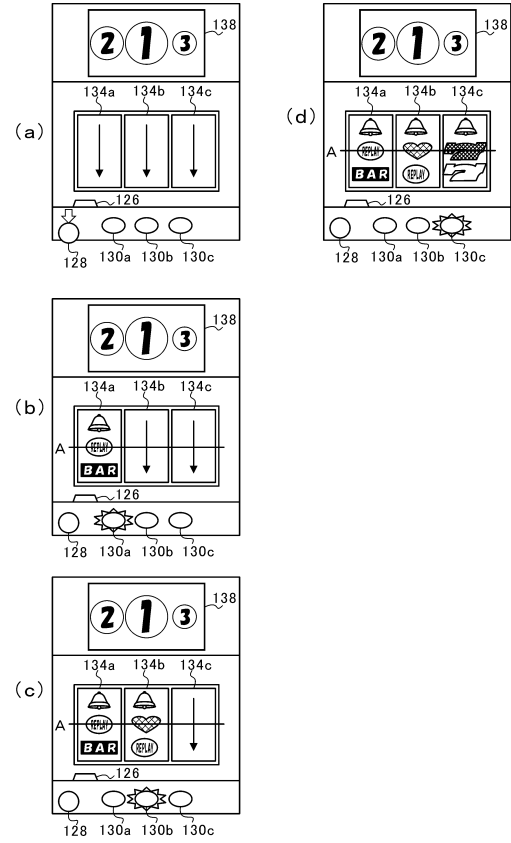 (a)
2 1 3
138
134a 134b 134c
126
128 130a 130b 130c
(b)
2 1 3
138
134a 134b 134c
REPLAY
A
BAR
126
128 130a 130b 130c
(c)
2 1 3
138
134a 134b 134c
REPLAY
A
BAR REPLAY
126
128 130a 130b 130c
(d)
2 1 3
138
134a 134b 134c
A REPLAY
BAR REPLAY
126
128 130a 130b 130c